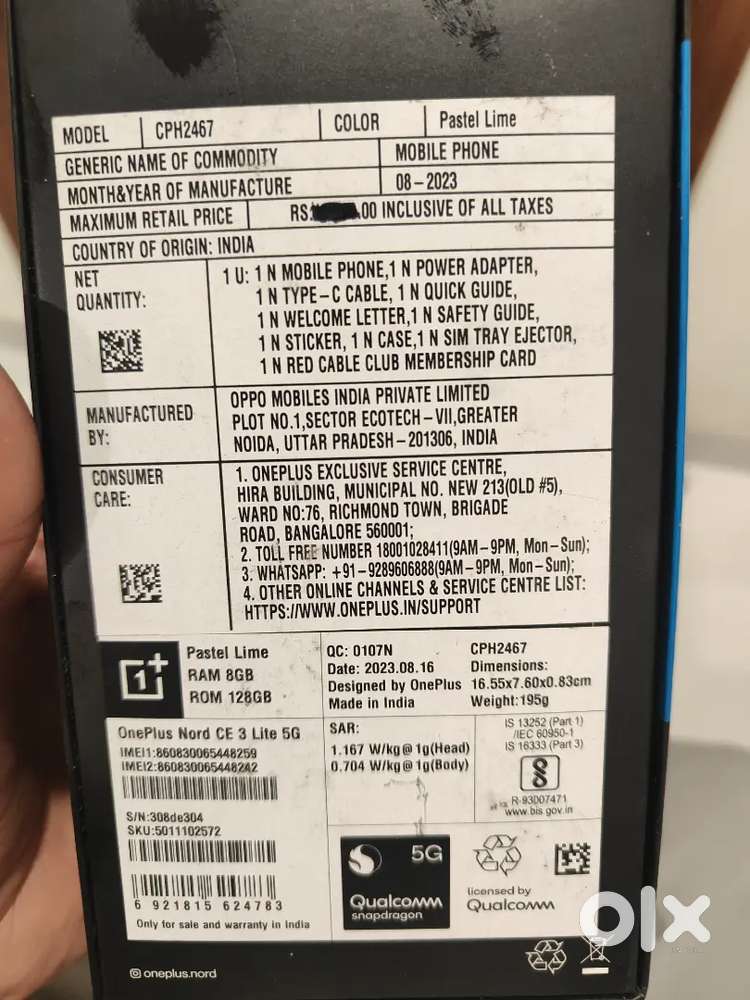 MODEL CPH2467 COLOR Pastel Lime
GENERIC NAME OF COMMODITY MOBILE PHONE
MONTH&YEAR OF MANUFACTURE 08-2023
MAXIMUM RETAIL PRICE RS. .00 INCLUSIVE OF ALL TAXES
COUNTRY OF ORIGIN: INDIA
NET
QUANTITY:
1 U: 1 N MOBILE PHONE,1 N POWER ADAPTER,
1 N TYPE-C CABLE, 1 N QUICK GUIDE,
1 N WELCOME LETTER,1 N SAFETY GUIDE,
1 N STICKER, 1 N CASE,1 N SIM TRAY EJECTOR,
1 N RED CABLE CLUB MEMBERSHIP CARD
MANUFACTURED
BY:
OPPO MOBILES INDIA PRIVATE LIMITED
PLOT NO.1,SECTOR ECOTECH-VII,GREATER
NOIDA, UTTAR PRADESH-201306, INDIA
CONSUMER
CARE:
1. ONEPLUS EXCLUSIVE SERVICE CENTRE,
HIRA BUILDING, MUNICIPAL NO. NEW 213(OLD #5),
WARD NO:76, RICHMOND TOWN, BRIGADE
ROAD, BANGALORE 560001;
2. TOLL FREE NUMBER 18001028411(9AM-9PM, Mon-Sun);
3. WHATSAPP: +91-9289606888(9AM-9PM, Mon-Sun);
4. OTHER ONLINE CHANNELS & SERVICE CENTRE LIST:
HTTPS://WWW.ONEPLUS.IN/SUPPORT
1+
Pastel Lime
RAM 8GB
ROM 128GB
QC: 0107N CPH2467
Date: 2023.08.16 Dimensions:
Designed by OnePlus 16.55x7.60x0.83cm
Made in India Weight:195g
OnePlus Nord CE 3 Lite 5G
IMEI1:860830065448259
IMEI2:860830065448242
SAR:
1.167 W/kg@1g(Head)
0.704 W/kg@1g(Body)
IS 13252 (Part 1)
/IEC 60950-1
IS 16333 (Part 3)
R-93007471
www.bis.gov.in
S/N:308de304
SKU:5011102572
6 921815 624783
Only for sale and warranty in India
5G
Qualcomm
snapdragon
licensed by
Qualcomm
olx
oneplus.nord